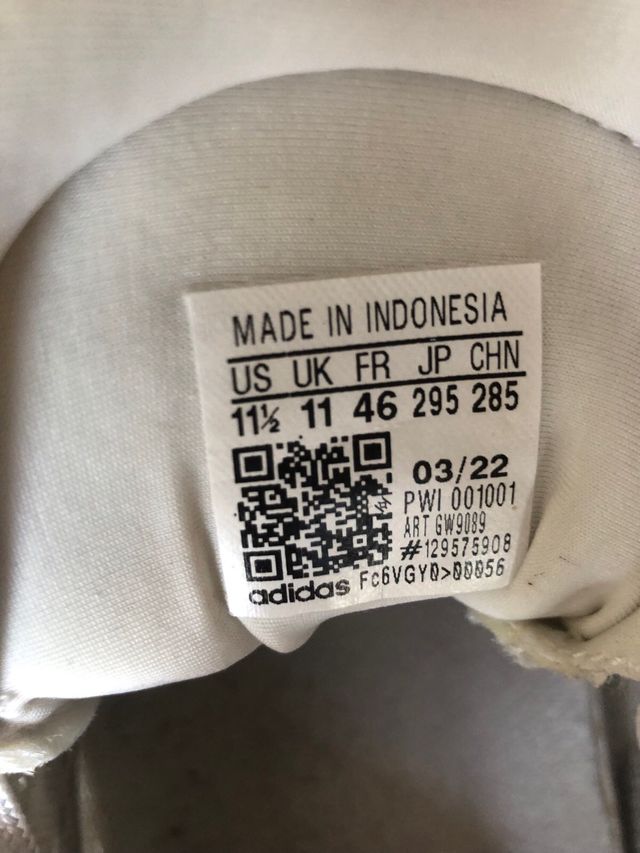 MADE IN INDONESIA
US UK FR JP CHN
11½ 11 46 295 285
03/22
PWI 001001
ART GW9089
#129575908
adidas Fc6VGY0>00056